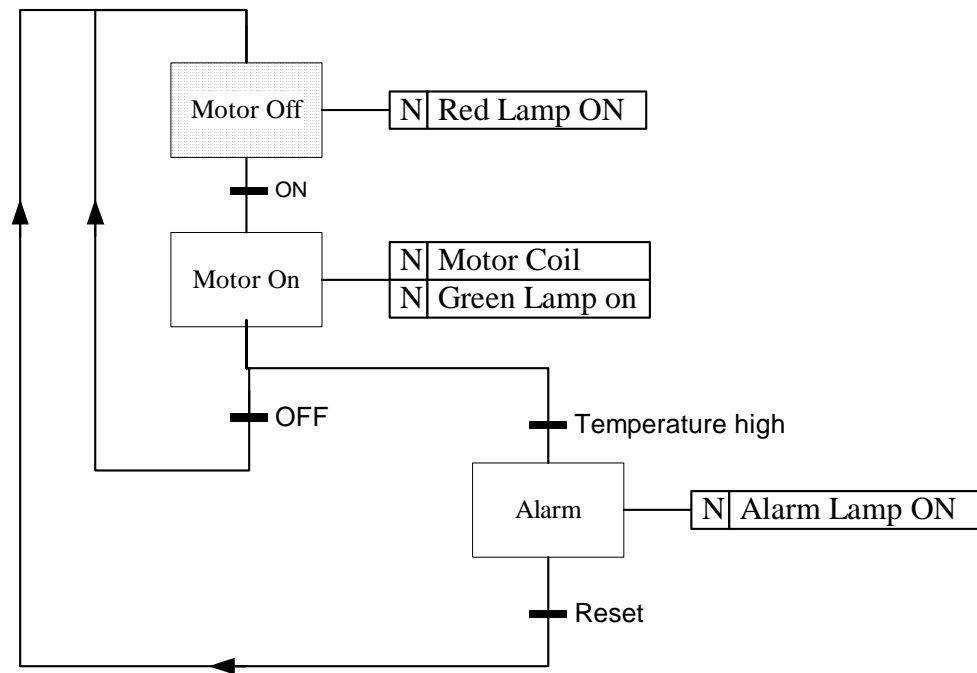 Motor Off
N Red Lamp ON
ON
Motor On
N Motor Coil
N Green Lamp on
OFF
Temperature high
Alarm
N Alarm Lamp ON
Reset